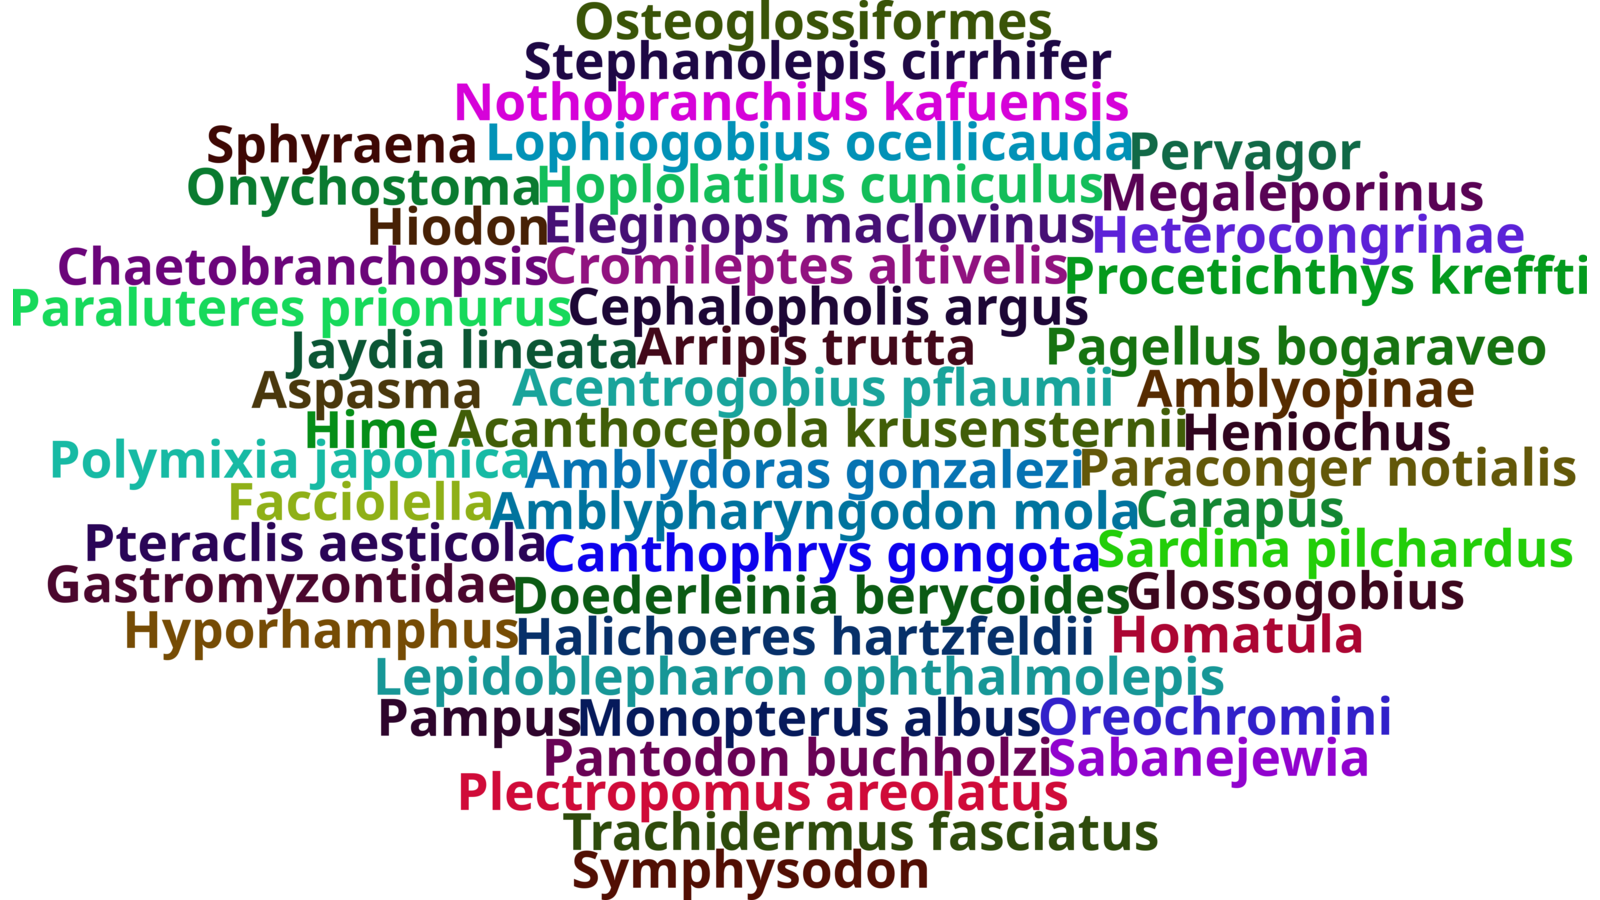 Osteoglossiformes
Stephanolepis cirrhifer
Nothobranchius kafuensis
Sphyraena Lophiogobius ocellicauda Pervagor
Onychostoma Hoplolatilus cuniculus Megaleporinus
Hiodon Eleginops maclovinus Heterocongrinae
Chaetobranchopsis Cromileptes altivelis Procetichthys kreffti
Paraluteres prionurus Cephalopholis argus
Jaydia lineata Arripis trutta Pagellus bogaraveo
Aspasma Acentrogobius pflaumii Amblyopinae
Hime Acanthocepola krusensternii Heniochus
Polymixia japonica Amblydoras gonzalezi Paraconger notialis
Facciolella Amblypharyngodon mola Carapus
Pteraclis aesticola Canthophrys gongota Sardina pilchardus
Gastromyzontidae Doederleinia berycoides Glossogobius
Hyporhamphus Halichoeres hartzfeldii Homatula
Lepidoblepharon ophthalmolepis
Pampus Monopterus albus Oreochromini
Pantodon buchholzi Sabanejewia
Plectropomus areolatus
Trachidermus fasciatus
Symphysodon